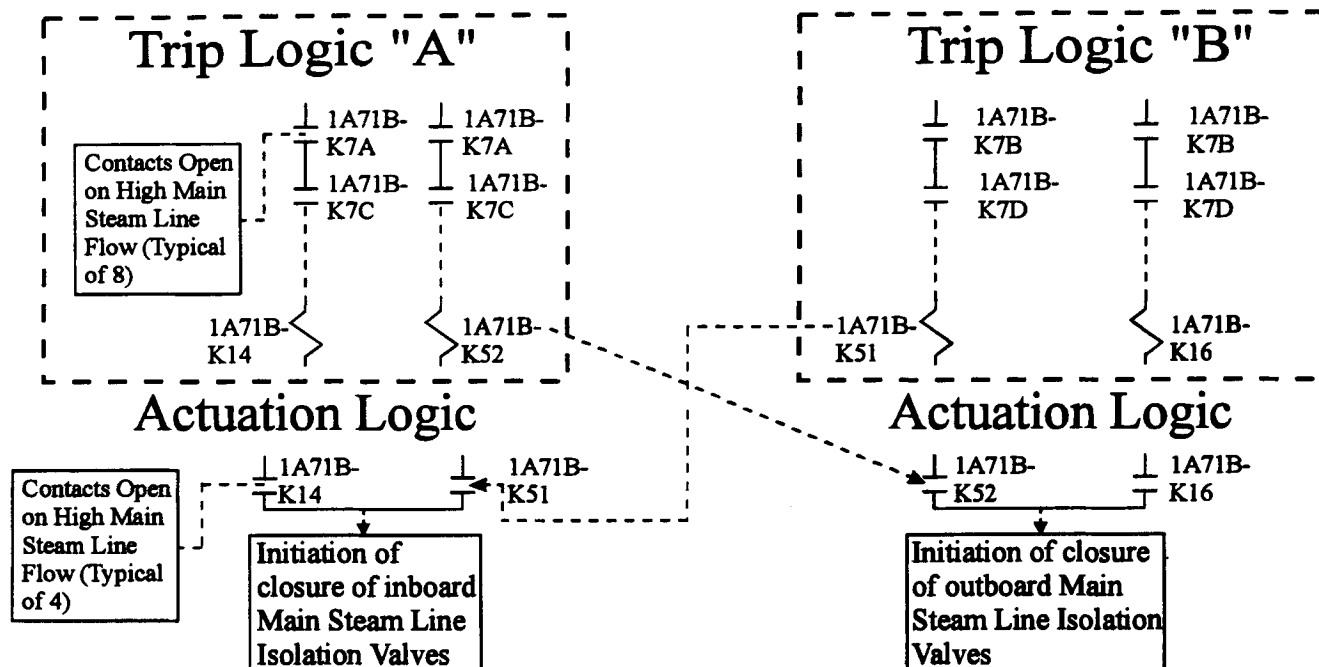 Trip Logic "A"
1A71B-
K7A
1A71B-
K7A
1A71B-
K7C
1A71B-
K7C
Contacts Open
on High Main
Steam Line
Flow (Typical
of 8)
1A71B-
K14
1A71B-
K52
Trip Logic "B"
1A71B-
K7B
1A71B-
K7B
1A71B-
K7D
1A71B-
K7D
1A71B-
K51
1A71B-
K16
Actuation Logic
1A71B-
K14
1A71B-
K51
Contacts Open
on High Main
Steam Line
Flow (Typical
of 4)
Initiation of
closure of inboard
Main Steam Line
Isolation Valves
Actuation Logic
1A71B-
K52
1A71B-
K16
Initiation of closure
of outboard Main
Steam Line Isolation
Valves